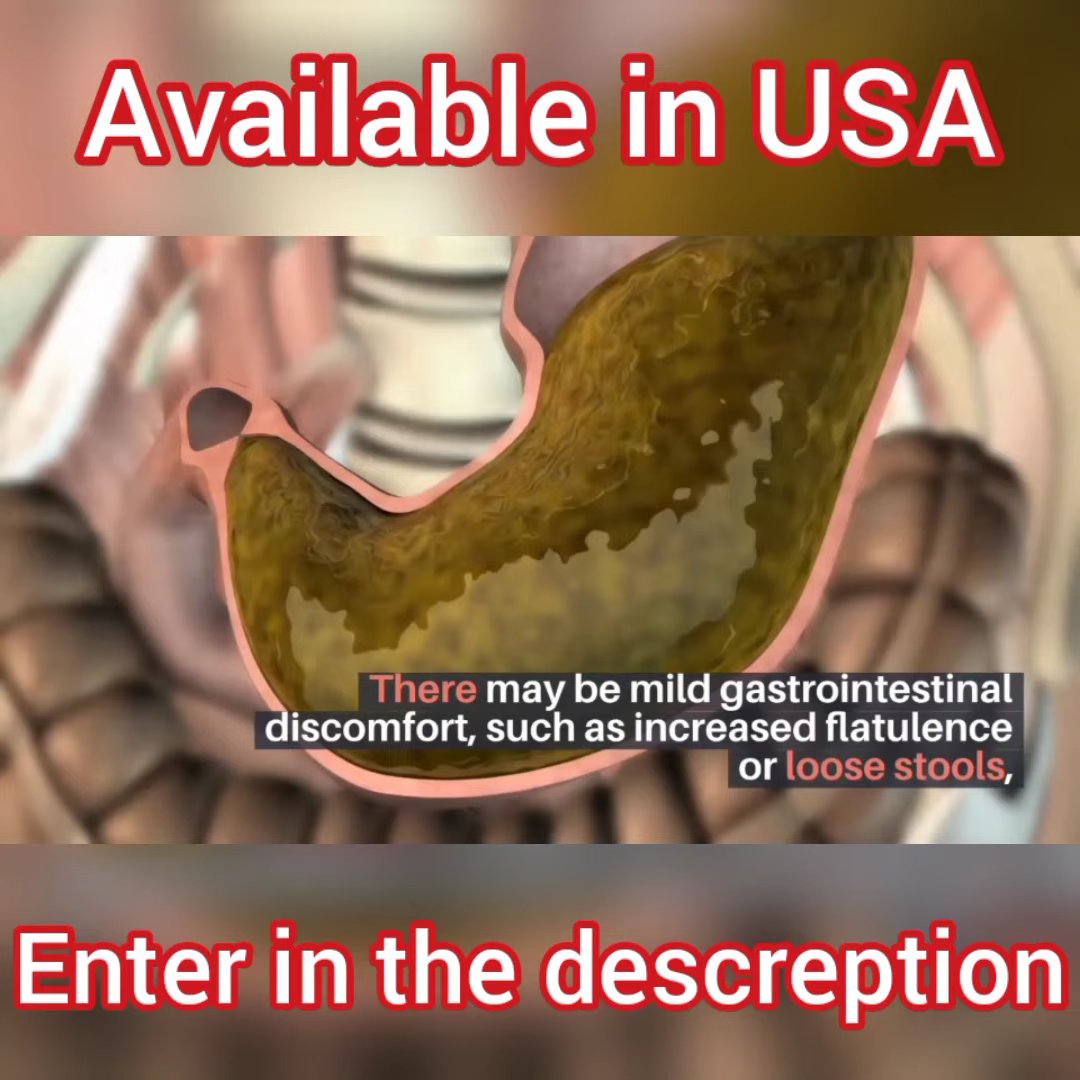 Available in USA
There may be mild gastrointestinal
discomfort, such as increased flatulence
or loose stools,
Enter in the descreption